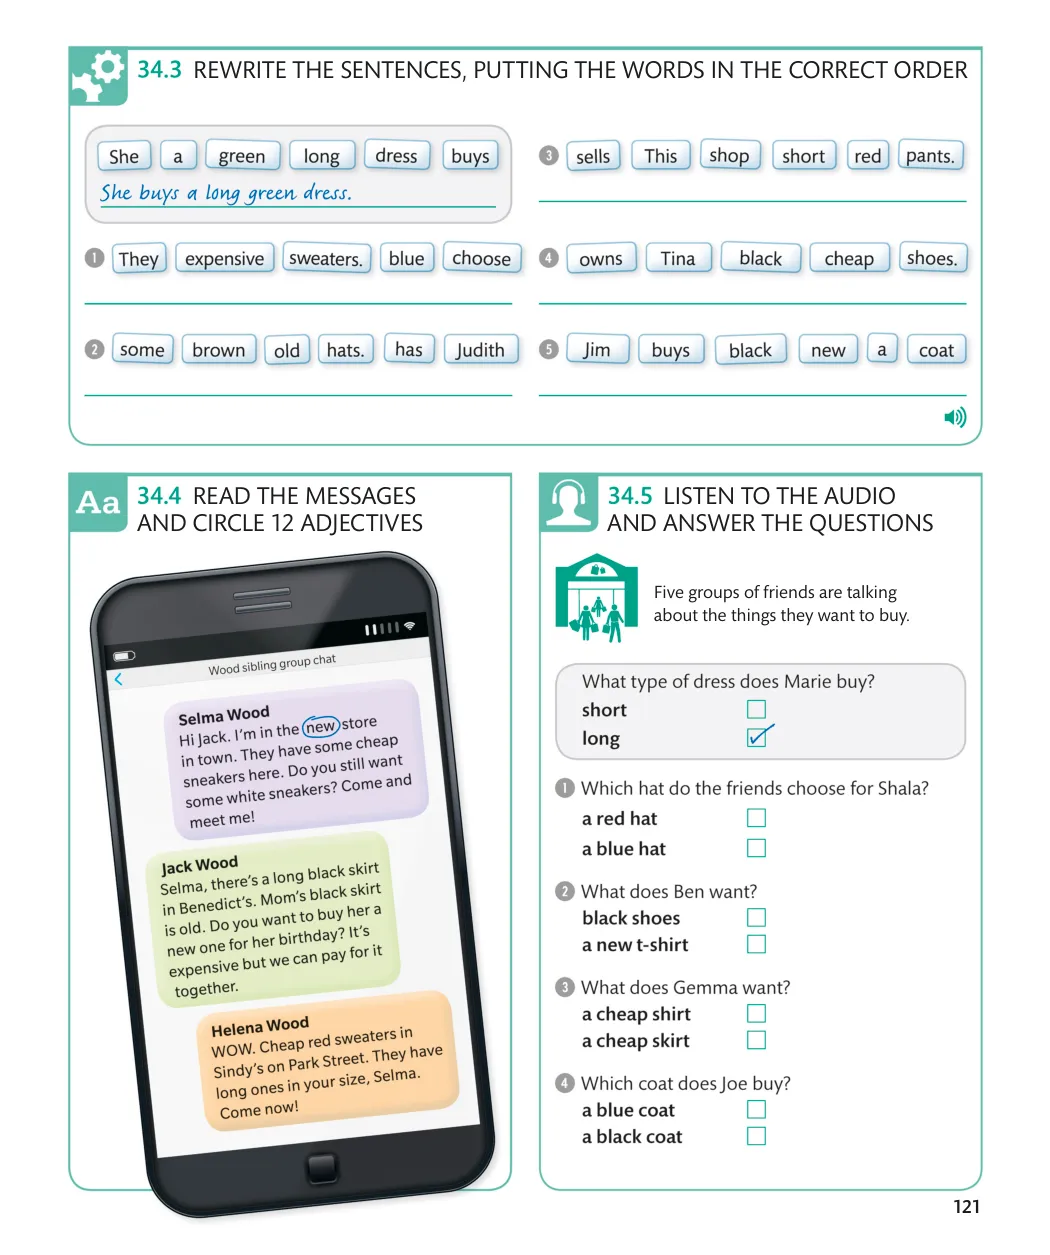 34.3 REWRITE THE SENTENCES, PUTTING THE WORDS IN THE CORRECT ORDER
She a green long dress buys
She buys a long green dress.
1 They expensive sweaters. blue choose
2 some brown old hats. has Judith
3 sells This shop short red pants.
4 owns Tina black cheap shoes.
5 Jim buys black new a coat
Aa
34.4 READ THE MESSAGES
AND CIRCLE 12 ADJECTIVES
Wood sibling group chat
Selma Wood
Hi Jack. I'm in the new store
in town. They have some cheap
sneakers here. Do you still want
some white sneakers? Come and
meet me!
Jack Wood
Selma, there's a long black skirt
in Benedict's. Mom's black skirt
is old. Do you want to buy her a
new one for her birthday? It's
expensive but we can pay for it
together.
Helena Wood
WOW. Cheap red sweaters in
Sindy's on Park Street. They have
long ones in your size, Selma.
Come now!
34.5 LISTEN TO THE AUDIO
AND ANSWER THE QUESTIONS
Five groups of friends are talking
about the things they want to buy.
What type of dress does Marie buy?
short
long
1 Which hat do the friends choose for Shala?
a red hat
a blue hat
2 What does Ben want?
black shoes
a new t-shirt
3 What does Gemma want?
a cheap shirt
a cheap skirt
4 Which coat does Joe buy?
a blue coat
a black coat
121